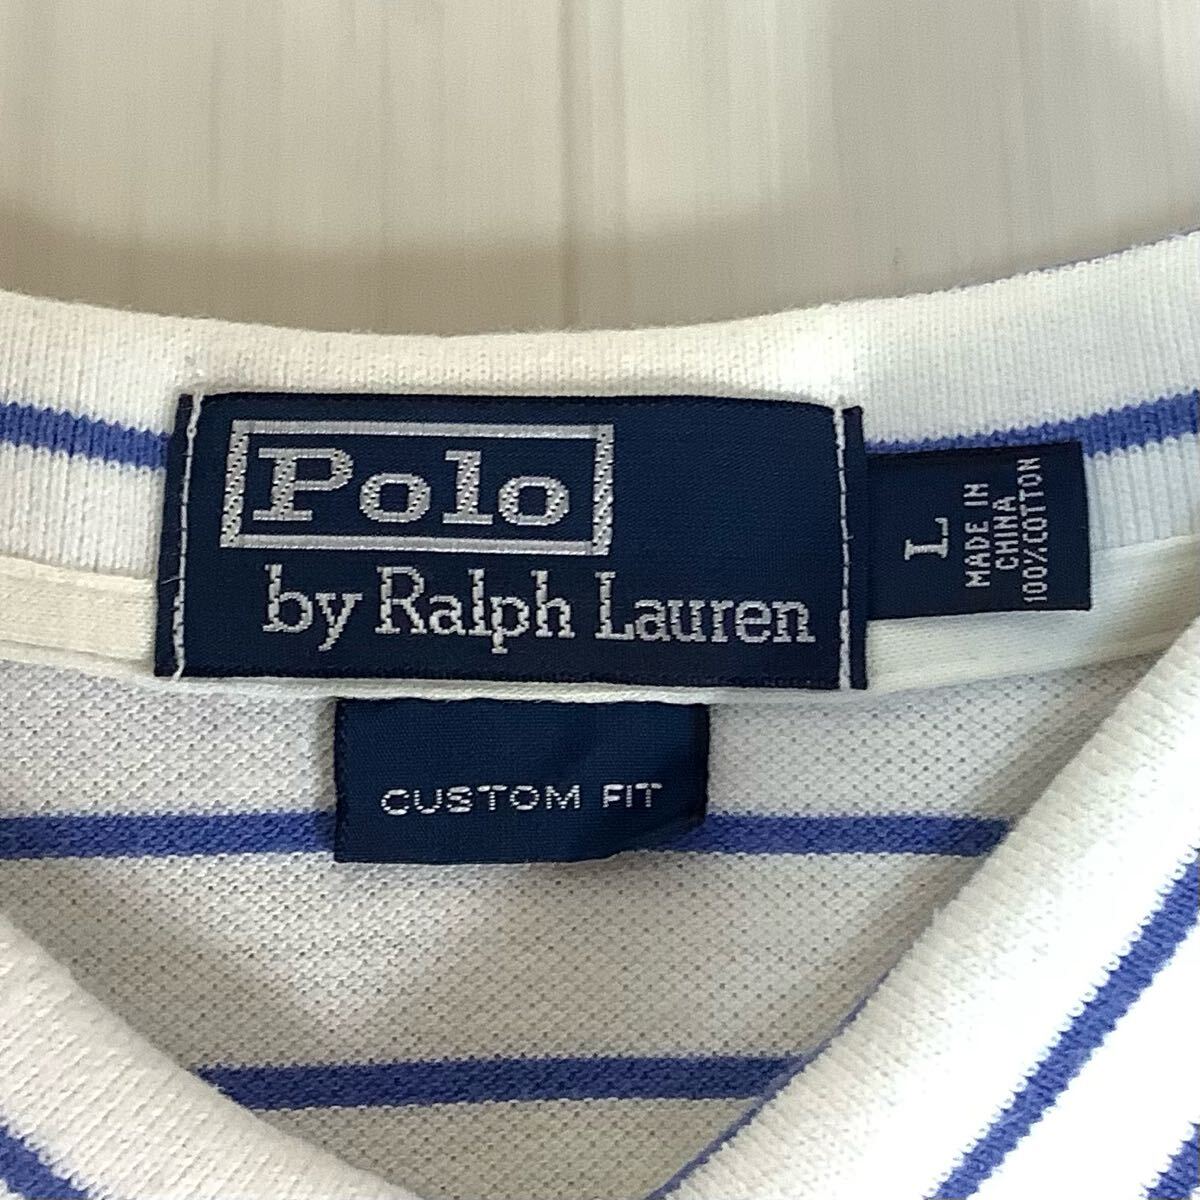 Polo
by Ralph Lauren
L
MADE IN
CHINA
100% COTTON
CUSTOM FIT